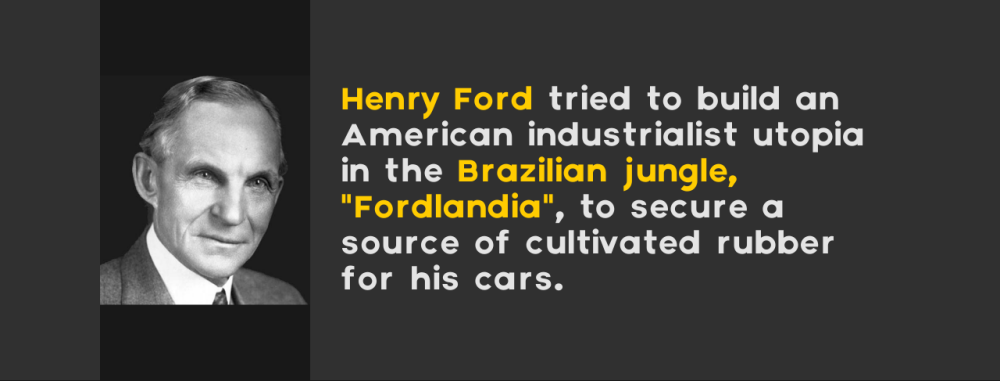 Henry Ford tried to build an
American industrialist utopia
in the Brazilian jungle,
"Fordlandia", to secure a
source of cultivated rubber
for his cars.